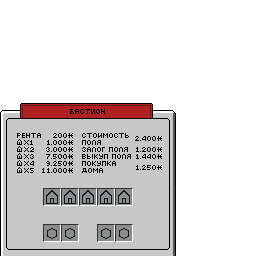 БАСТИОН
РЕНТА 200₩ СТОИМОСТЬ ПОЛЯ 2.400₩
X1 1.000₩
X2 3.000₩ ЗАЛОГ ПОЛЯ 1.200₩
X3 7.500₩ ВЫКУП ПОЛЯ 1.440₩
X4 9.250₩ ПОКУПКА ДОМА 1.250₩
X5 11.000₩